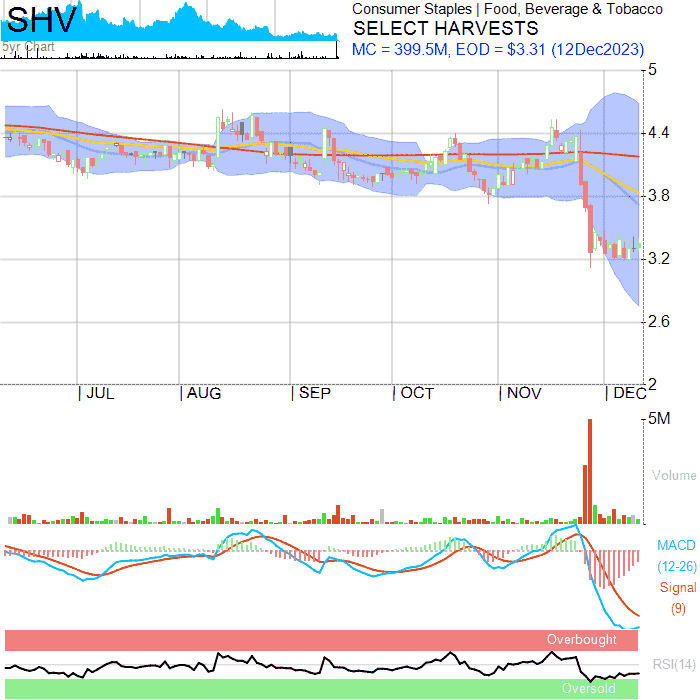 SHV
5yr Chart
Consumer Staples | Food, Beverage & Tobacco
SELECT HARVESTS
MC = 399.5M, EOD = $3.31 (12Dec2023)
5
4.4
3.8
3.2
2.6
2
| JUL | AUG | SEP | OCT | NOV | DEC
5M
Volume
MACD
(12-26)
Signal
(9)
Overbought
RSI(14)
Oversold